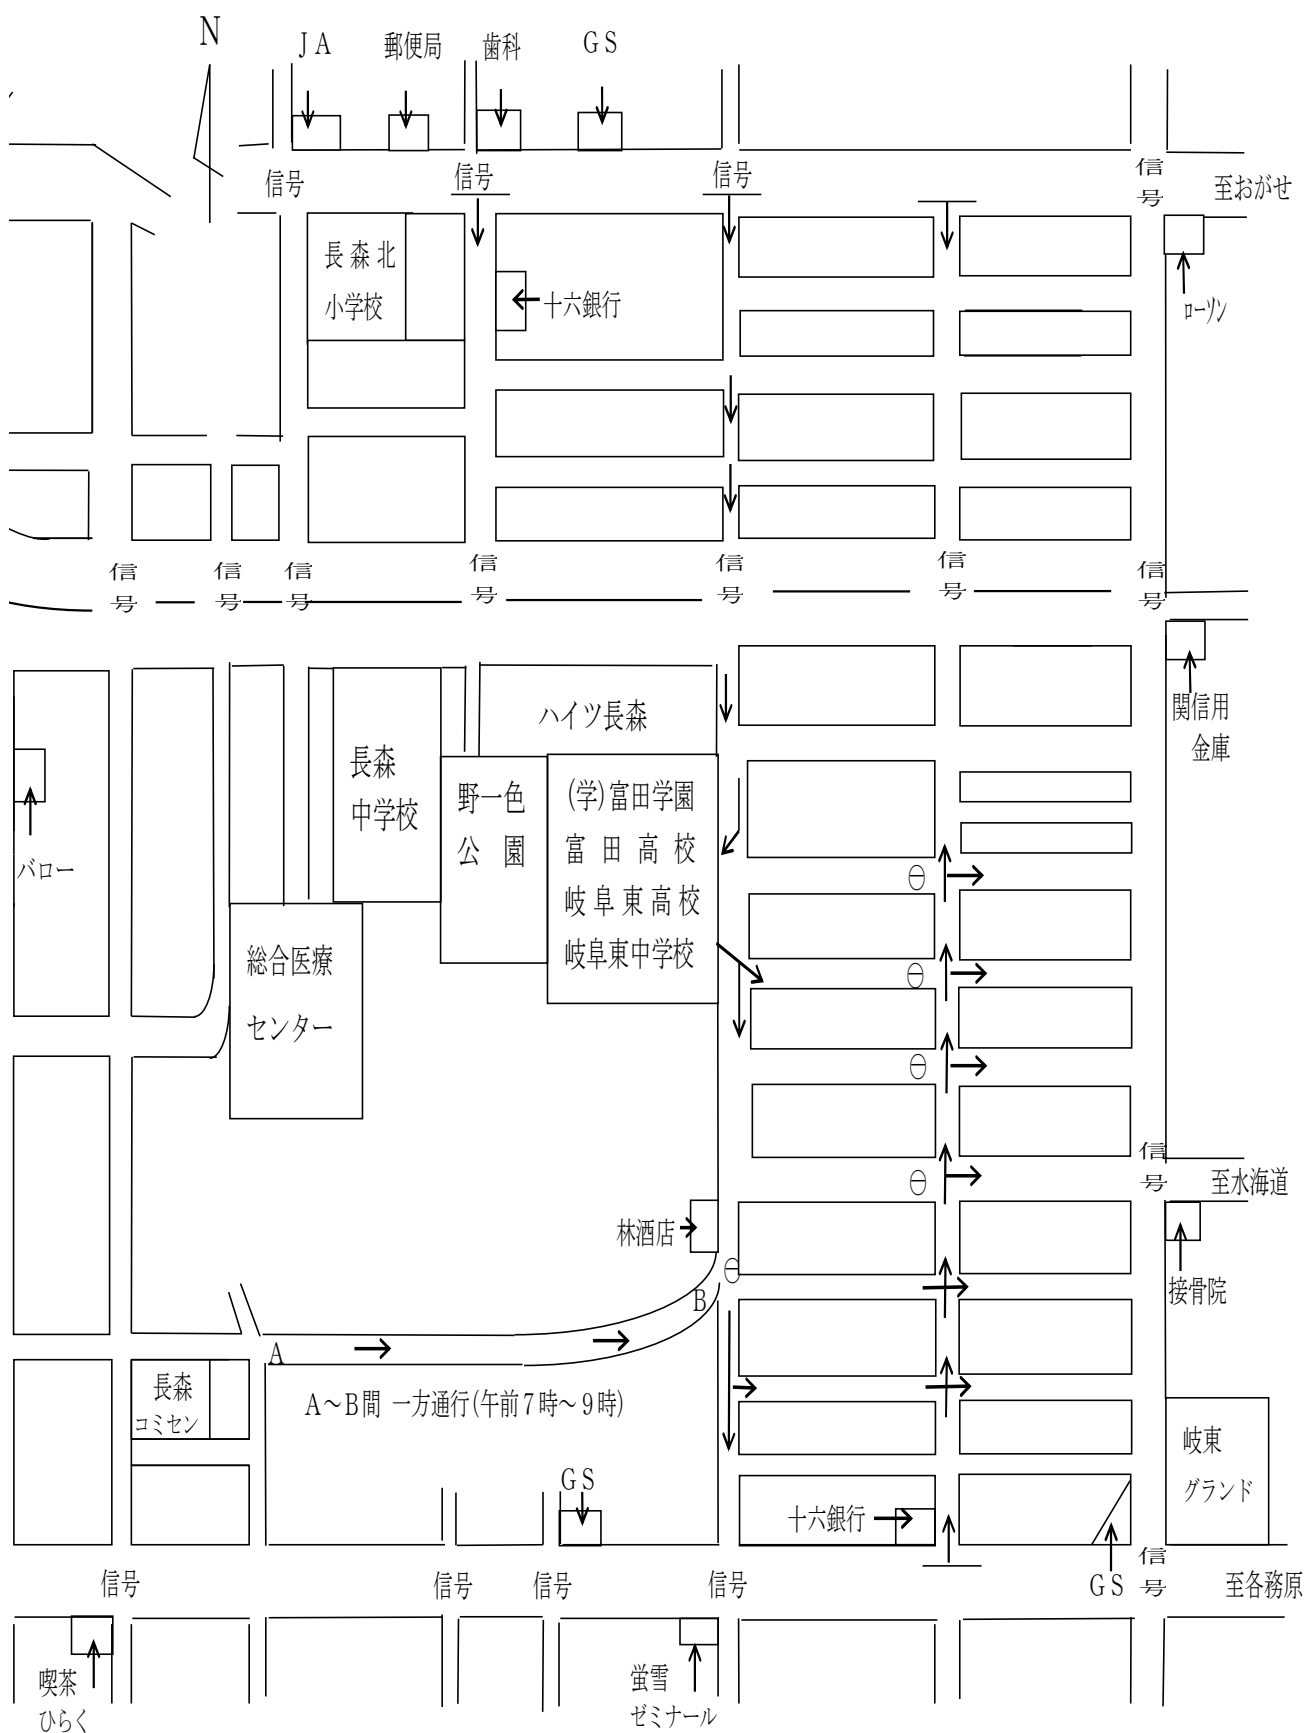 N
ＪＡ
郵便局
歯科
ＧＳ
信号
信号
信号
信号
至おがせ
長森北
小学校
十六銀行
ローソン
信号
信号
信号
信号
信号
信号
信号
関信用
金庫
ハイツ長森
長森
中学校
野一色
公園
(学)富田学園
富田高校
岐阜東高校
岐阜東中学校
バロー
総合医療
センター
信号
至水海道
林酒店
接骨院
B
A
A～B間 一方通行(午前７時～９時)
長森
コミセン
岐東
グランド
ＧＳ
十六銀行
信号
信号
信号
信号
ＧＳ
信号
至各務原
喫茶
ひらく
蛍雪
ゼミナール